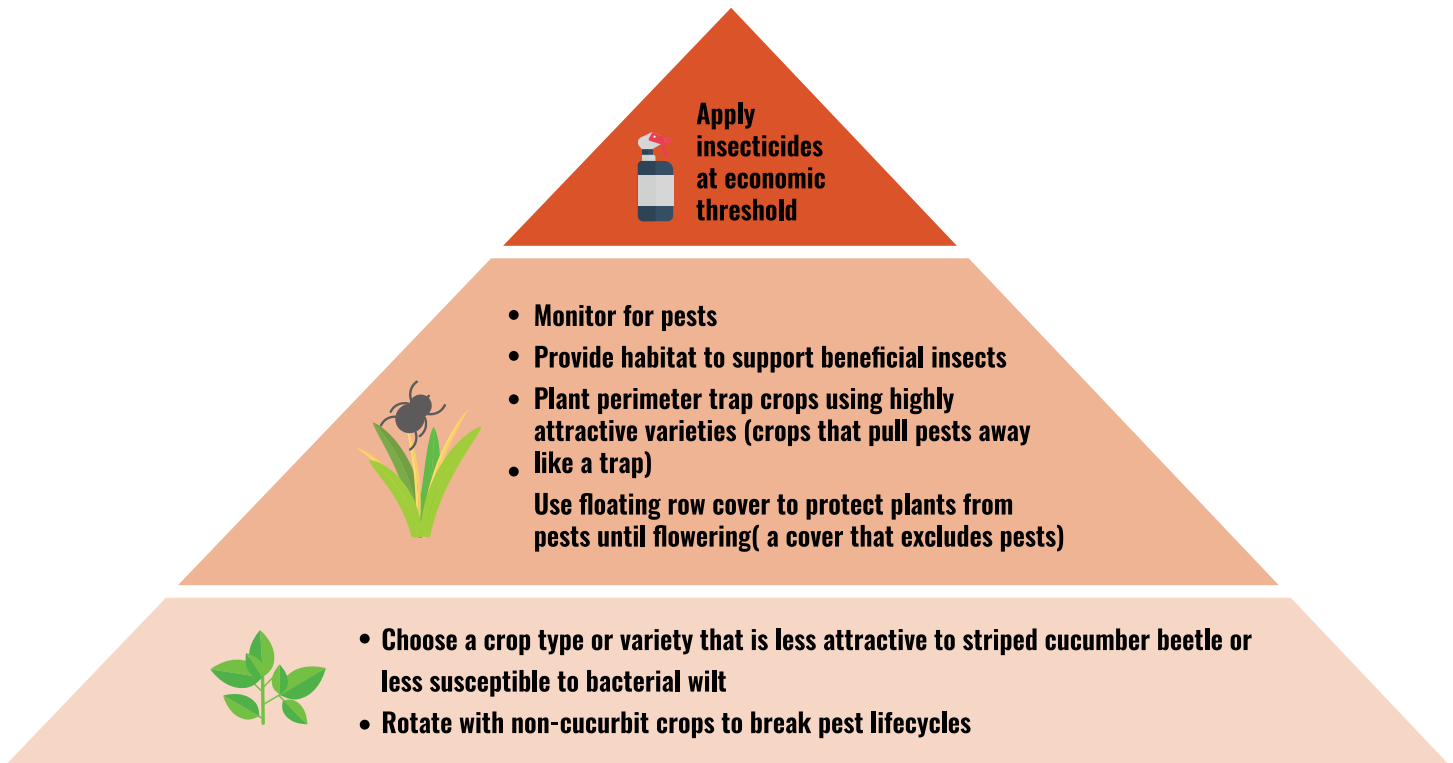 Apply
insecticides
at economic
threshold
• Monitor for pests
• Provide habitat to support beneficial insects
• Plant perimeter trap crops using highly
attractive varieties (crops that pull pests away
• like a trap)
Use floating row cover to protect plants from
pests until flowering( a cover that excludes pests)
• Choose a crop type or variety that is less attractive to striped cucumber beetle or
less susceptible to bacterial wilt
• Rotate with non-cucurbit crops to break pest lifecycles